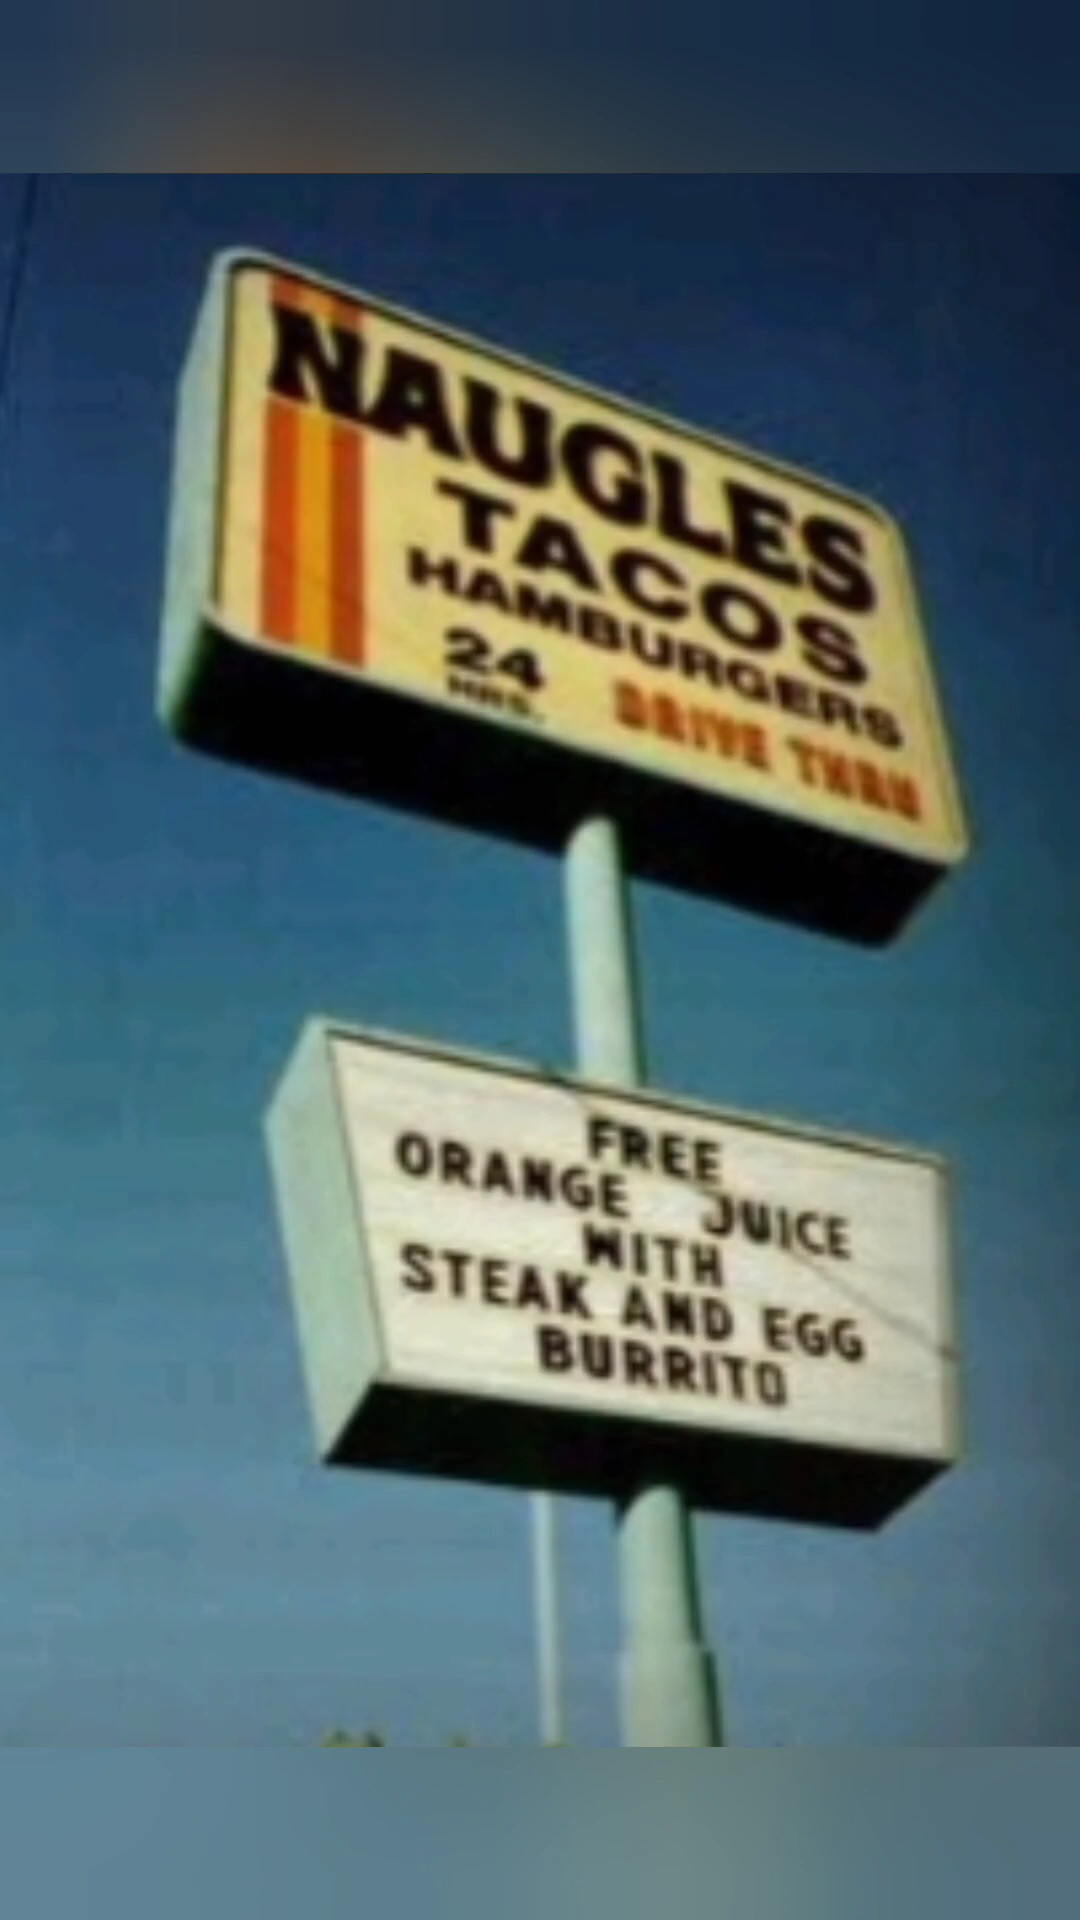 NAUGLES
TACOS
HAMBURGERS
24
HRS.
DRIVE THRU
FREE
ORANGE JUICE
WITH
STEAK AND EGG
BURRITO